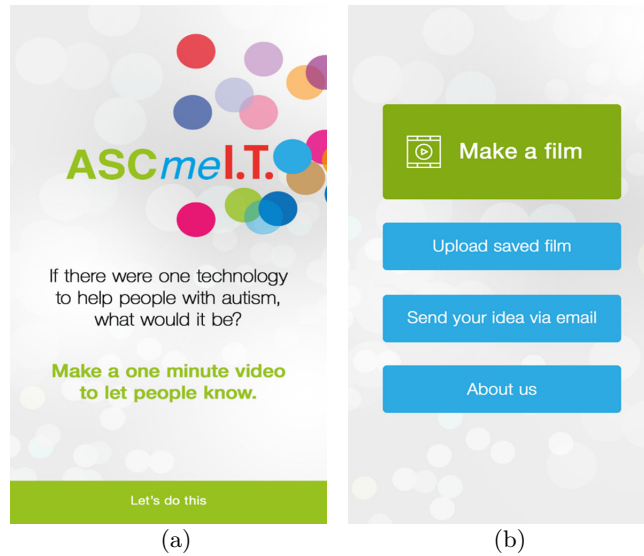 ASCmeI.T.
If there were one technology
to help people with autism,
what would it be?
Make a one minute video
to let people know.
Let's do this
(a)
Make a film
Upload saved film
Send your idea via email
About us
(b)